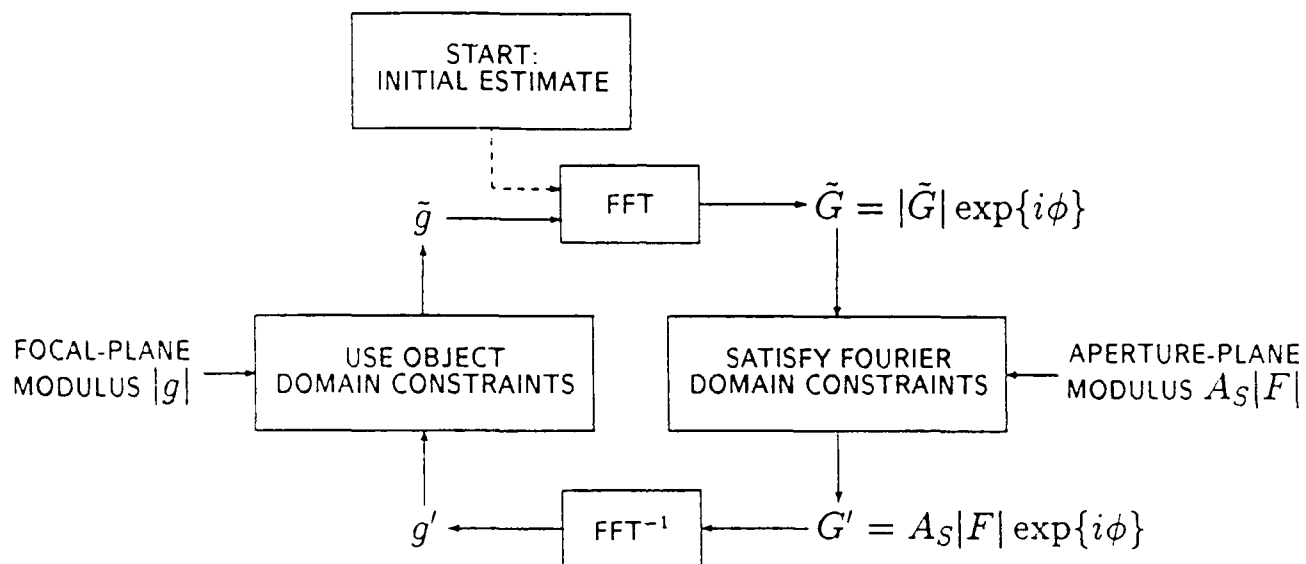 START:
INITIAL ESTIMATE
FFT
g̃
G̃ = |G̃| exp{iϕ}
FOCAL-PLANE
MODULUS |g|
USE OBJECT
DOMAIN CONSTRAINTS
SATISFY FOURIER
DOMAIN CONSTRAINTS
APERTURE-PLANE
MODULUS A_S|F|
g′
FFT⁻¹
G′ = A_S|F| exp{iϕ}